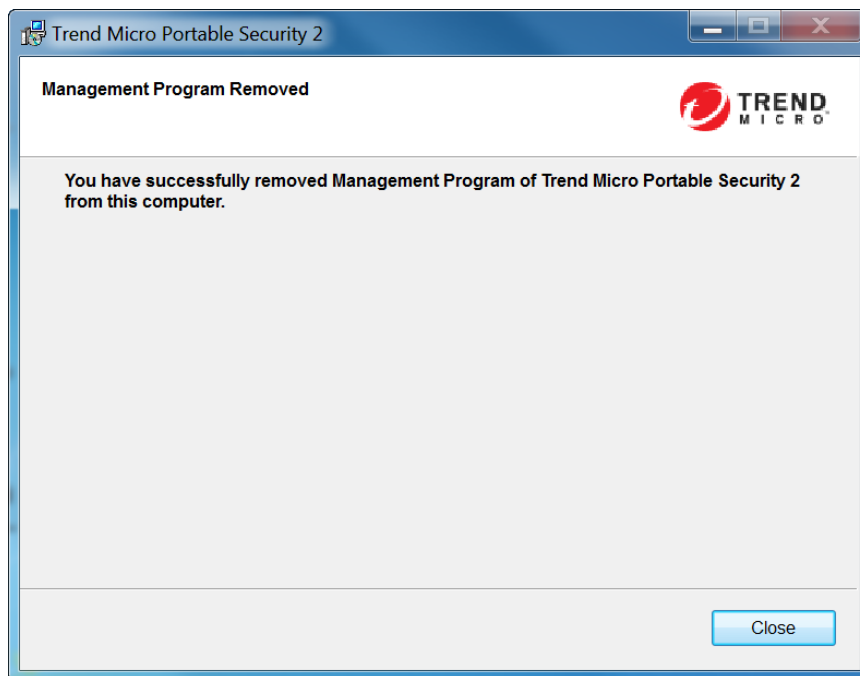 Trend Micro Portable Security 2
Management Program Removed
TREND
MICRO
You have successfully removed Management Program of Trend Micro Portable Security 2
from this computer.
Close